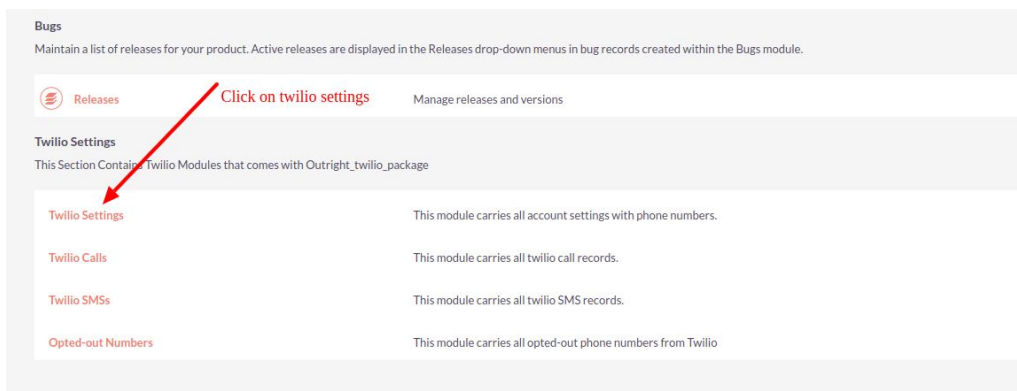 Bugs
Maintain a list of releases for your product. Active releases are displayed in the Releases drop-down menus in bug records created within the Bugs module.
Releases
Click on twilio settings
Manage releases and versions
Twilio Settings
This Section Contains Twilio Modules that comes with Outright_twilio_package
Twilio Settings
This module carries all account settings with phone numbers.
Twilio Calls
This module carries all twilio call records.
Twilio SMSs
This module carries all twilio SMS records.
Opted-out Numbers
This module carries all opted-out phone numbers from Twilio